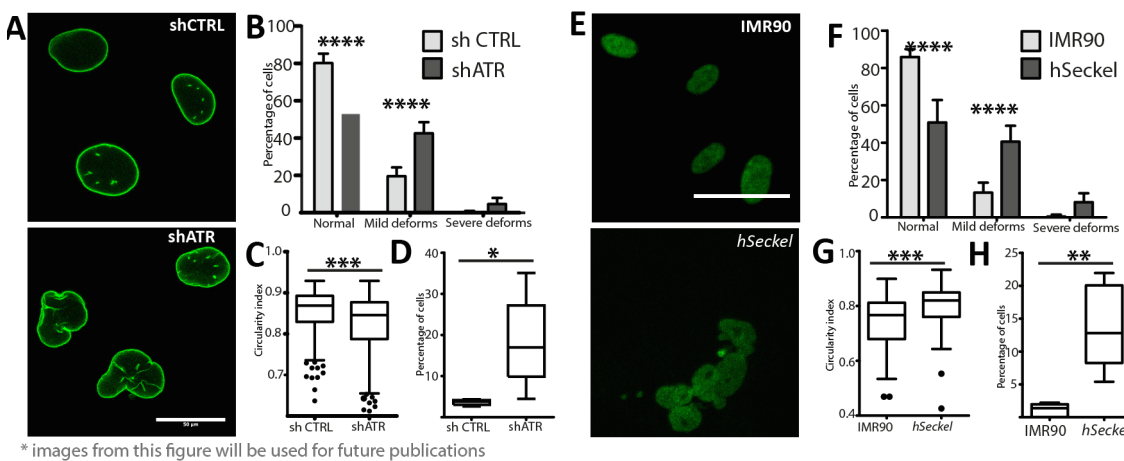 A
shCTRL
shATR
50 µm
B
Percentage of cells
80
60
40
20
0
****
****
sh CTRL
shATR
Normal
Mild deforms
Severe deforms
C
Circularity index
1.0
0.9
0.8
0.7
***
sh CTRL
shATR
D
Percentage of cells
40
30
20
10
*
sh CTRL
shATR
E
IMR90
hSeckel
F
Percentage of cells
100
80
60
40
20
0
****
****
IMR90
hSeckel
Normal
Mild deforms
Severe deforms
G
Circularity index
1.0
0.8
0.6
0.4
***
IMR90
hSeckel
H
Percentage of cells
25
20
15
10
5
**
IMR90
* images from this figure will be used for future publications